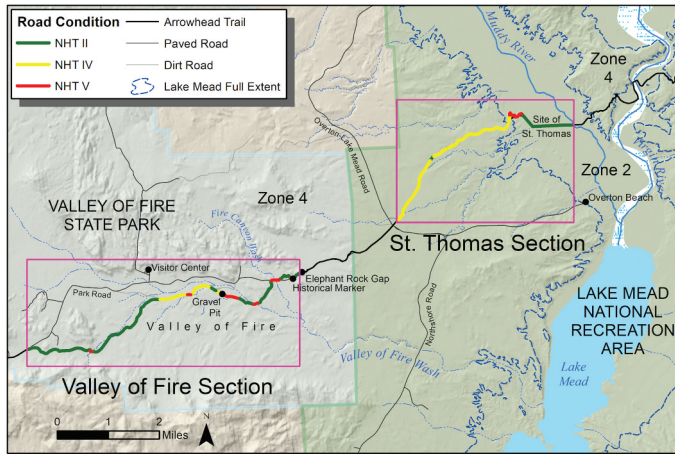 Road Condition
NHT II
NHT IV
NHT V
Arrowhead Trail
Paved Road
Dirt Road
Lake Mead Full Extent
Muddy River
Zone
4
Site of
St. Thomas
Virgin River
Overton-Lake Mead Road
Zone 2
Overton Beach
Zone 4
VALLEY OF FIRE
STATE PARK
Fire Canyon Wash
St. Thomas Section
Visitor Center
Elephant Rock Gap
Historical Marker
Park Road
Gravel
Pit
Valley of Fire
Northshore Road
LAKE MEAD
NATIONAL
RECREATION
AREA
Valley of Fire Wash
Lake
Mead
Valley of Fire Section
0 1 2
Miles
N